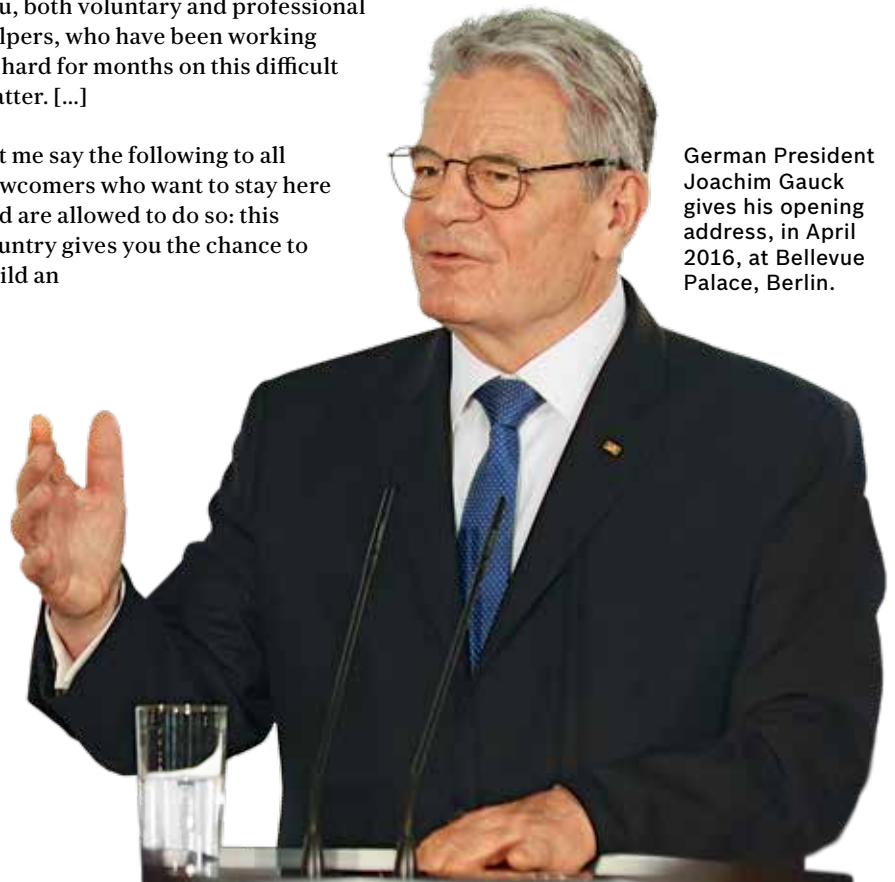 u, both voluntary and professional
lpers, who have been working
hard for months on this difficult
atter. [...]
t me say the following to all
wcomers who want to stay here
d are allowed to do so: this
untry gives you the chance to
ild an
German President
Joachim Gauck
gives his opening
address, in April
2016, at Bellevue
Palace, Berlin.